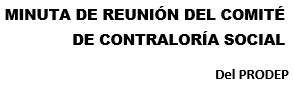 MINUTA DE REUNIÓN DEL COMITÉ
DE CONTRALORÍA SOCIAL
Del PRODEP